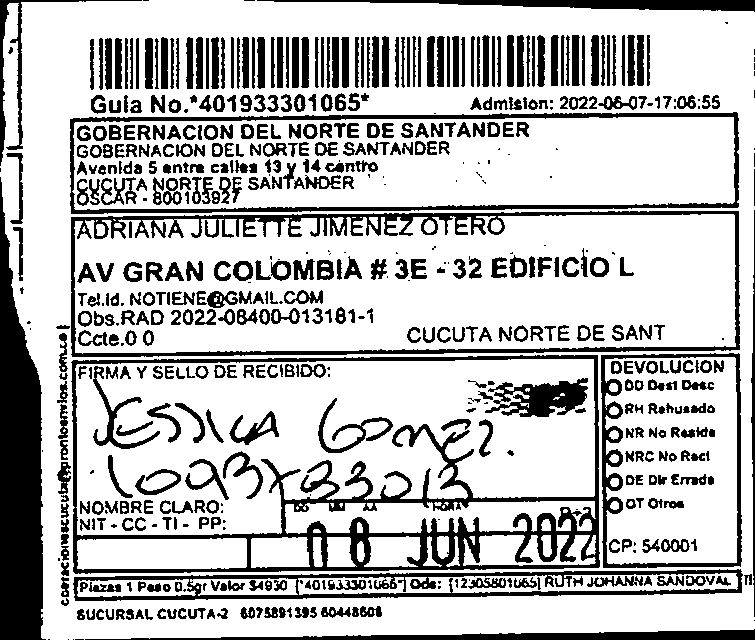 Guia No.*401933301065*
Admision: 2022-06-07-17:06:55
GOBERNACION DEL NORTE DE SANTANDER
GOBERNACION DEL NORTE DE SANTANDER
Avenida 5 entre calles 13 y 14 centro
CUCUTA NORTE DE SANTANDER
OSCAR - 800103927
ADRIANA JULIETTE JIMENEZ OTERO
AV GRAN COLOMBIA # 3E - 32 EDIFICIO L
Tel.Id. NOTIENE@GMAIL.COM
Obs.RAD 2022-08400-013181-1
Ccte.0 0
CUCUTA NORTE DE SANT
FIRMA Y SELLO DE RECIBIDO:
JESSICA GOMEZ.
NOMBRE CLARO:
NIT - CC - TI - PP:
DD MM AA HORA
08 JUN 2022
DEVOLUCION
DD Dest Desc
RH Rehusado
NR No Reside
NRC No Recl
DE Dir Errada
OT Otros
CP: 540001
Piezas 1 Peso 0.5gr Valor $4950 [*401933301065*] Ode: [12305801065] RUTH JOHANNA SANDOVAL
SUCURSAL CUCUTA-2 6075891395 60448608